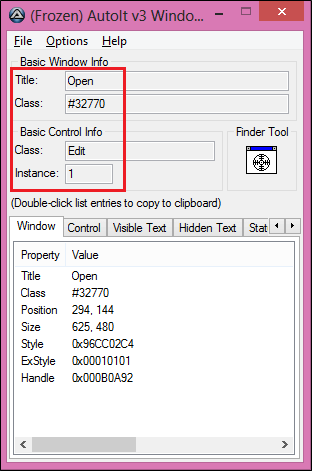 (Frozen) AutoIt v3 Windo...
File Options Help
Basic Window Info
Title: Open
Class: #32770
Basic Control Info
Class: Edit
Instance: 1
Finder Tool
(Double-click list entries to copy to clipboard)
Window Control Visible Text Hidden Text Stat
Property Value
Title Open
Class #32770
Position 294, 144
Size 625, 480
Style 0x96CC02C4
ExStyle 0x00010101
Handle 0x000B0A92